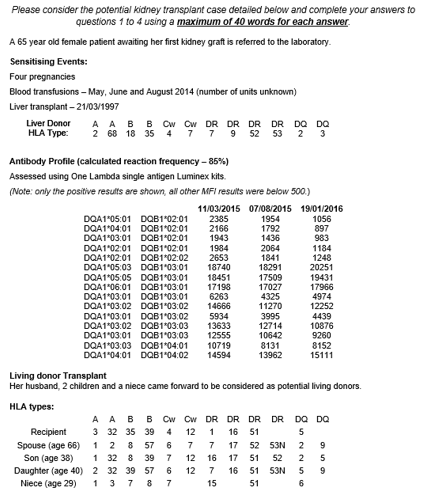 Please consider the potential kidney transplant case detailed below and complete your answers to
questions 1 to 4 using a maximum of 40 words for each answer.
A 65 year old female patient awaiting her first kidney graft is referred to the laboratory.
Sensitising Events:
Four pregnancies
Blood transfusions – May, June and August 2014 (number of units unknown)
Liver transplant – 21/03/1997
Liver Donor A A B B Cw Cw DR DR DR DR DQ DQ
HLA Type: 2 68 18 35 4 7 7 9 52 53 2 3
Antibody Profile (calculated reaction frequency – 85%)
Assessed using One Lambda single antigen Luminex kits.
(Note: only the positive results are shown, all other MFI results were below 500.)
11/03/2015 07/08/2015 19/01/2016
DQA1*05:01 DQB1*02:01 2385 1954 1056
DQA1*04:01 DQB1*02:01 2166 1792 897
DQA1*03:01 DQB1*02:01 1943 1436 983
DQA1*02:01 DQB1*02:01 1984 2064 1184
DQA1*02:01 DQB1*02:02 2653 1841 1248
DQA1*05:03 DQB1*03:01 18740 18291 20251
DQA1*05:05 DQB1*03:01 18451 17509 19431
DQA1*06:01 DQB1*03:01 17198 17027 17966
DQA1*03:01 DQB1*03:01 6263 4325 4974
DQA1*03:02 DQB1*03:02 14666 11270 12252
DQA1*03:01 DQB1*03:02 5934 3995 4439
DQA1*03:02 DQB1*03:03 13633 12714 10876
DQA1*03:01 DQB1*03:03 12555 10642 9260
DQA1*03:03 DQB1*04:01 10719 8131 8152
DQA1*04:01 DQB1*04:02 14594 13962 15111
Living donor Transplant
Her husband, 2 children and a niece came forward to be considered as potential living donors.
HLA types:
A A B B Cw Cw DR DR DR DR DQ DQ
Recipient 3 32 35 39 4 12 1 16 51 5
Spouse (age 66) 1 2 8 57 6 7 7 17 52 53N 2 9
Son (age 38) 1 32 8 39 7 12 16 17 51 52 2 5
Daughter (age 40) 2 32 39 57 6 12 7 16 51 53N 5 9
Niece (age 29) 1 3 7 8 7 15 51 6